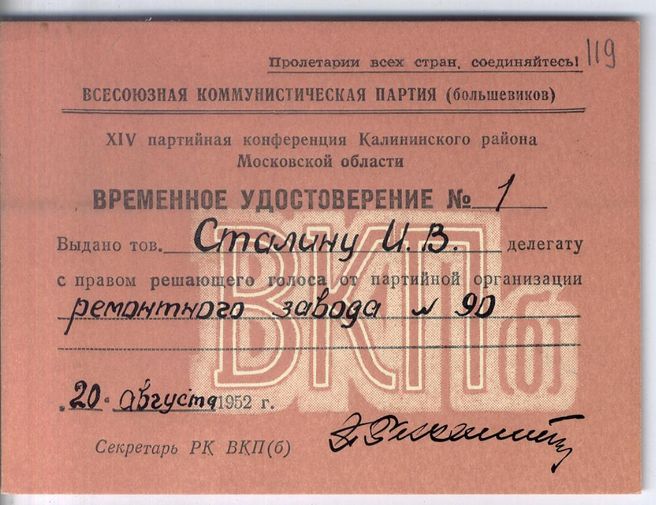 119
Пролетарии всех стран, соединяйтесь!
ВСЕСОЮЗНАЯ КОММУНИСТИЧЕСКАЯ ПАРТИЯ (большевиков)
XIV партийная конференция Калининского района
Московской области
ВРЕМЕННОЕ УДОСТОВЕРЕНИЕ № 1
Выдано тов. Сталину И. В. делегату
с правом решающего голоса от партийной организации
ремонтного завода № 90
ВКП(б)
„20“ августа 1952 г.
Секретарь РК ВКП(б)